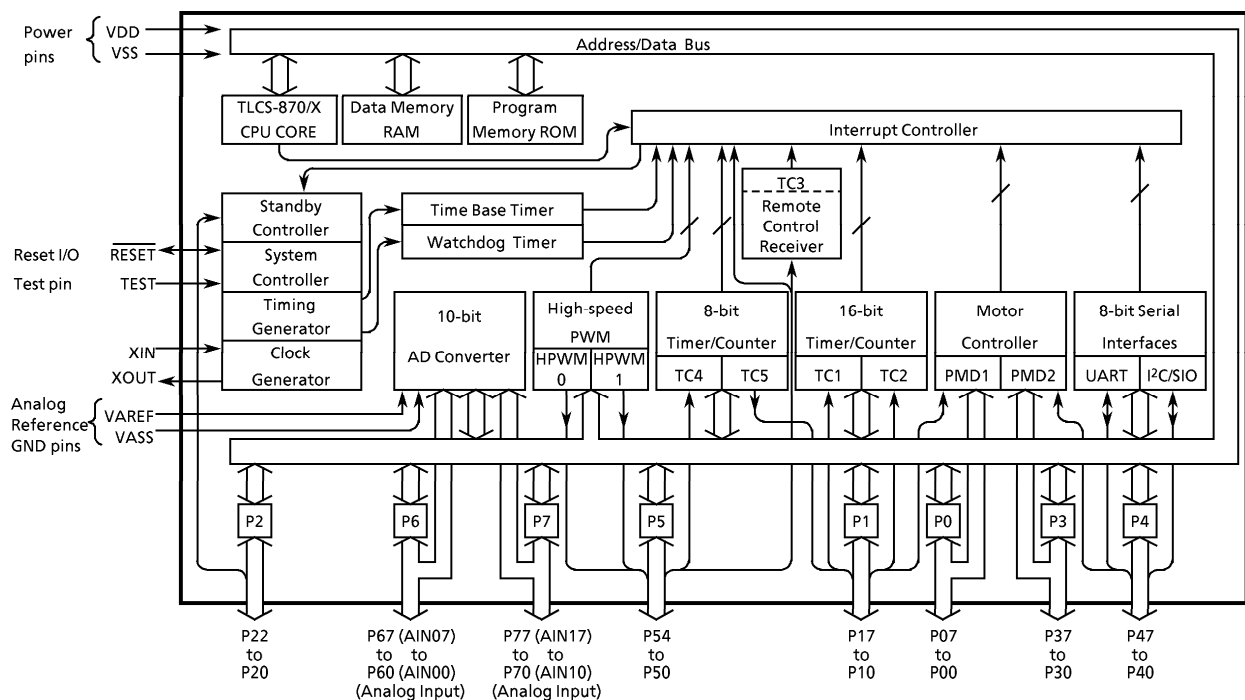 Power
pins
VDD
VSS
Address/Data Bus
TLCS-870/X
CPU CORE
Data Memory
RAM
Program
Memory ROM
Interrupt Controller
TC3
Remote
Control
Receiver
Standby
Controller
System
Controller
Timing
Generator
Clock
Generator
Time Base Timer
Watchdog Timer
Reset I/O
RESET
Test pin
TEST
XIN
XOUT
Analog
Reference
GND pins
VAREF
VASS
10-bit
AD Converter
High-speed
PWM
HPWM
0
HPWM
1
8-bit
Timer/Counter
TC4
TC5
16-bit
Timer/Counter
TC1
TC2
Motor
Controller
PMD1
PMD2
8-bit Serial
Interfaces
UART
I²C/SIO
P2
P6
P7
P5
P1
P0
P3
P4
P22
to
P20
P67 (AIN07)
to to
P60 (AIN00)
(Analog Input)
P77 (AIN17)
to to
P70 (AIN10)
(Analog Input)
P54
to
P50
P17
to
P10
P07
to
P00
P37
to
P30
P47
to
P40